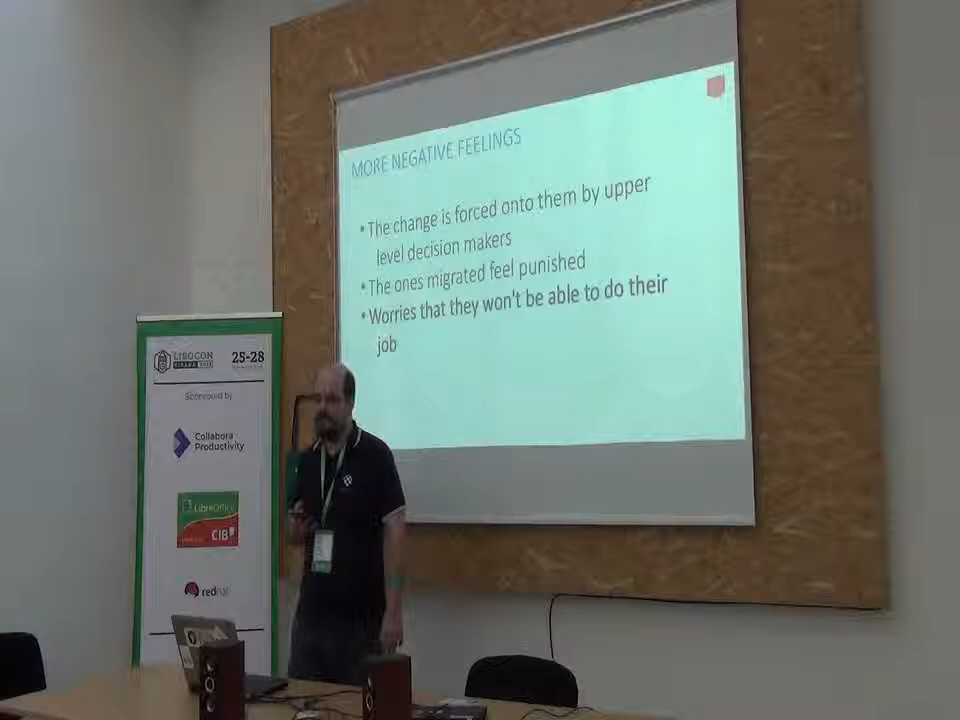 MORE NEGATIVE FEELINGS
• The change is forced onto them by upper
level decision makers
• The ones migrated feel punished
• Worries that they won't be able to do their
job
LIBOCON
25-28
Sponsored by
Collabora
Productivity
LibreOffice
CIB
redhat